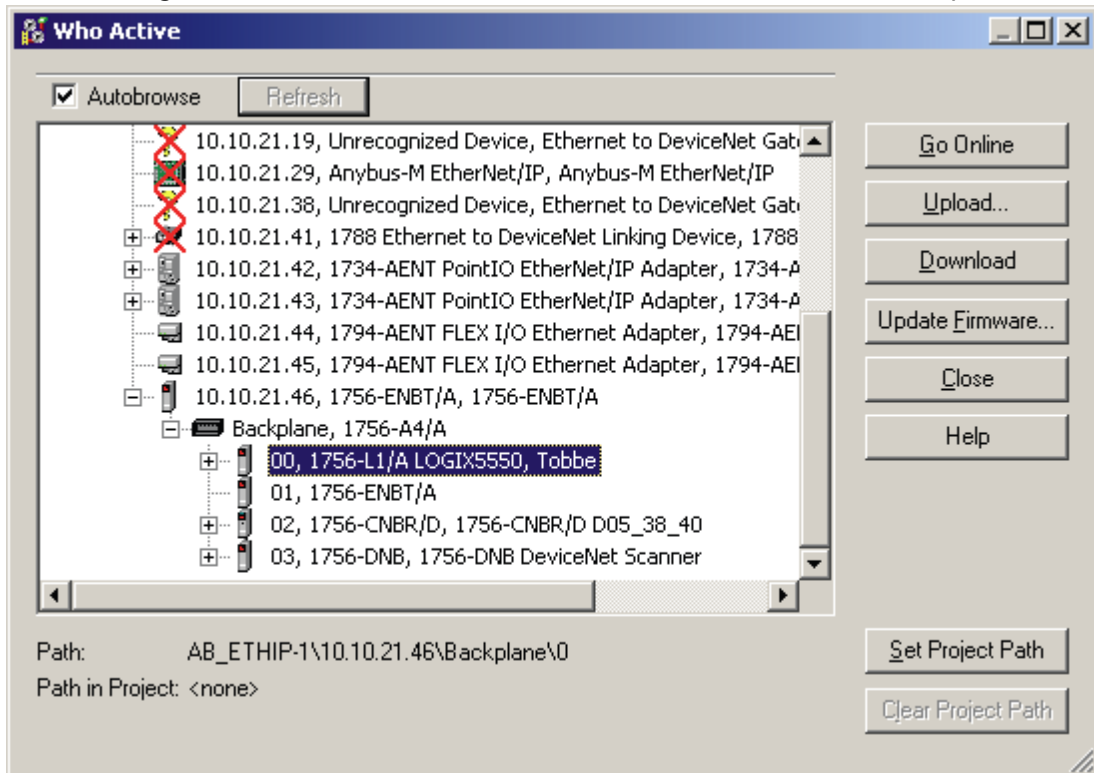 Who Active
Autobrowse Refresh
10.10.21.19, Unrecognized Device, Ethernet to DeviceNet Gat
10.10.21.29, Anybus-M EtherNet/IP, Anybus-M EtherNet/IP
10.10.21.38, Unrecognized Device, Ethernet to DeviceNet Gat
10.10.21.41, 1788 Ethernet to DeviceNet Linking Device, 1788
10.10.21.42, 1734-AENT PointIO EtherNet/IP Adapter, 1734-A
10.10.21.43, 1734-AENT PointIO EtherNet/IP Adapter, 1734-A
10.10.21.44, 1794-AENT FLEX I/O Ethernet Adapter, 1794-AE
10.10.21.45, 1794-AENT FLEX I/O Ethernet Adapter, 1794-AE
10.10.21.46, 1756-ENBT/A, 1756-ENBT/A
Backplane, 1756-A4/A
00, 1756-L1/A LOGIX5550, Tobbe
01, 1756-ENBT/A
02, 1756-CNBR/D, 1756-CNBR/D D05_38_40
03, 1756-DNB, 1756-DNB DeviceNet Scanner
Go Online
Upload...
Download
Update Firmware...
Close
Help
Path: AB_ETHIP-1\10.10.21.46\Backplane\0
Path in Project: <none>
Set Project Path
Clear Project Path